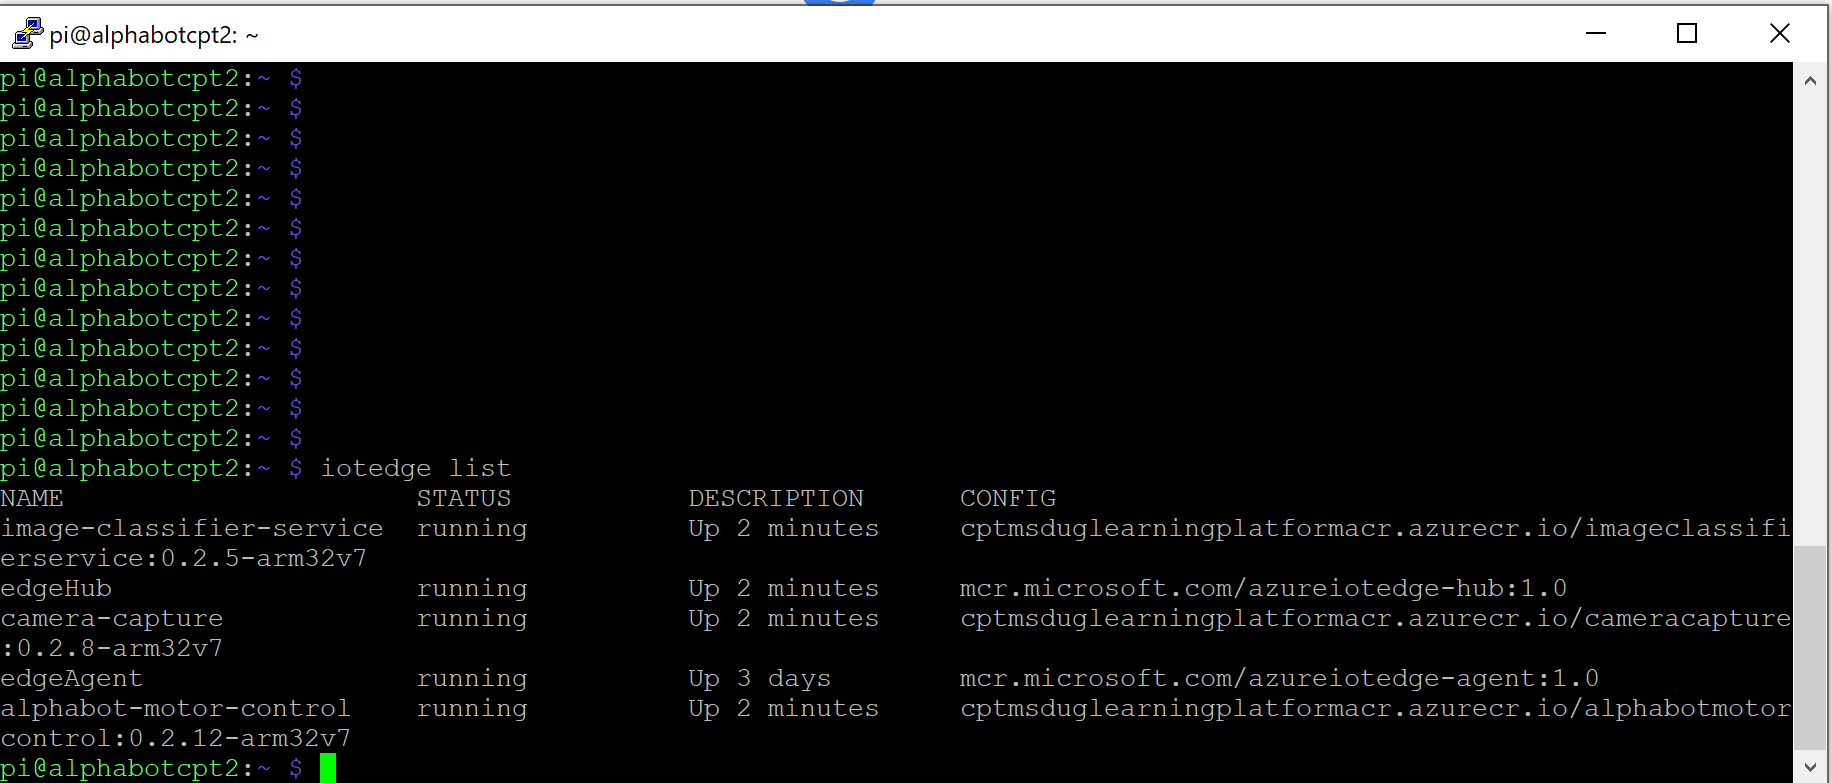 pi@alphabotcpt2: ~
pi@alphabotcpt2:~ $
pi@alphabotcpt2:~ $
pi@alphabotcpt2:~ $
pi@alphabotcpt2:~ $
pi@alphabotcpt2:~ $
pi@alphabotcpt2:~ $
pi@alphabotcpt2:~ $
pi@alphabotcpt2:~ $
pi@alphabotcpt2:~ $
pi@alphabotcpt2:~ $
pi@alphabotcpt2:~ $
pi@alphabotcpt2:~ $
pi@alphabotcpt2:~ $
pi@alphabotcpt2:~ $ iotedge list
NAME STATUS DESCRIPTION CONFIG
image-classifier-service running Up 2 minutes cptmsduglearningplatformacr.azurecr.io/imageclassifi
erservice:0.2.5-arm32v7
edgeHub running Up 2 minutes mcr.microsoft.com/azureiotedge-hub:1.0
camera-capture running Up 2 minutes cptmsduglearningplatformacr.azurecr.io/cameracapture
:0.2.8-arm32v7
edgeAgent running Up 3 days mcr.microsoft.com/azureiotedge-agent:1.0
alphabot-motor-control running Up 2 minutes cptmsduglearningplatformacr.azurecr.io/alphabotmotor
control:0.2.12-arm32v7
pi@alphabotcpt2:~ $